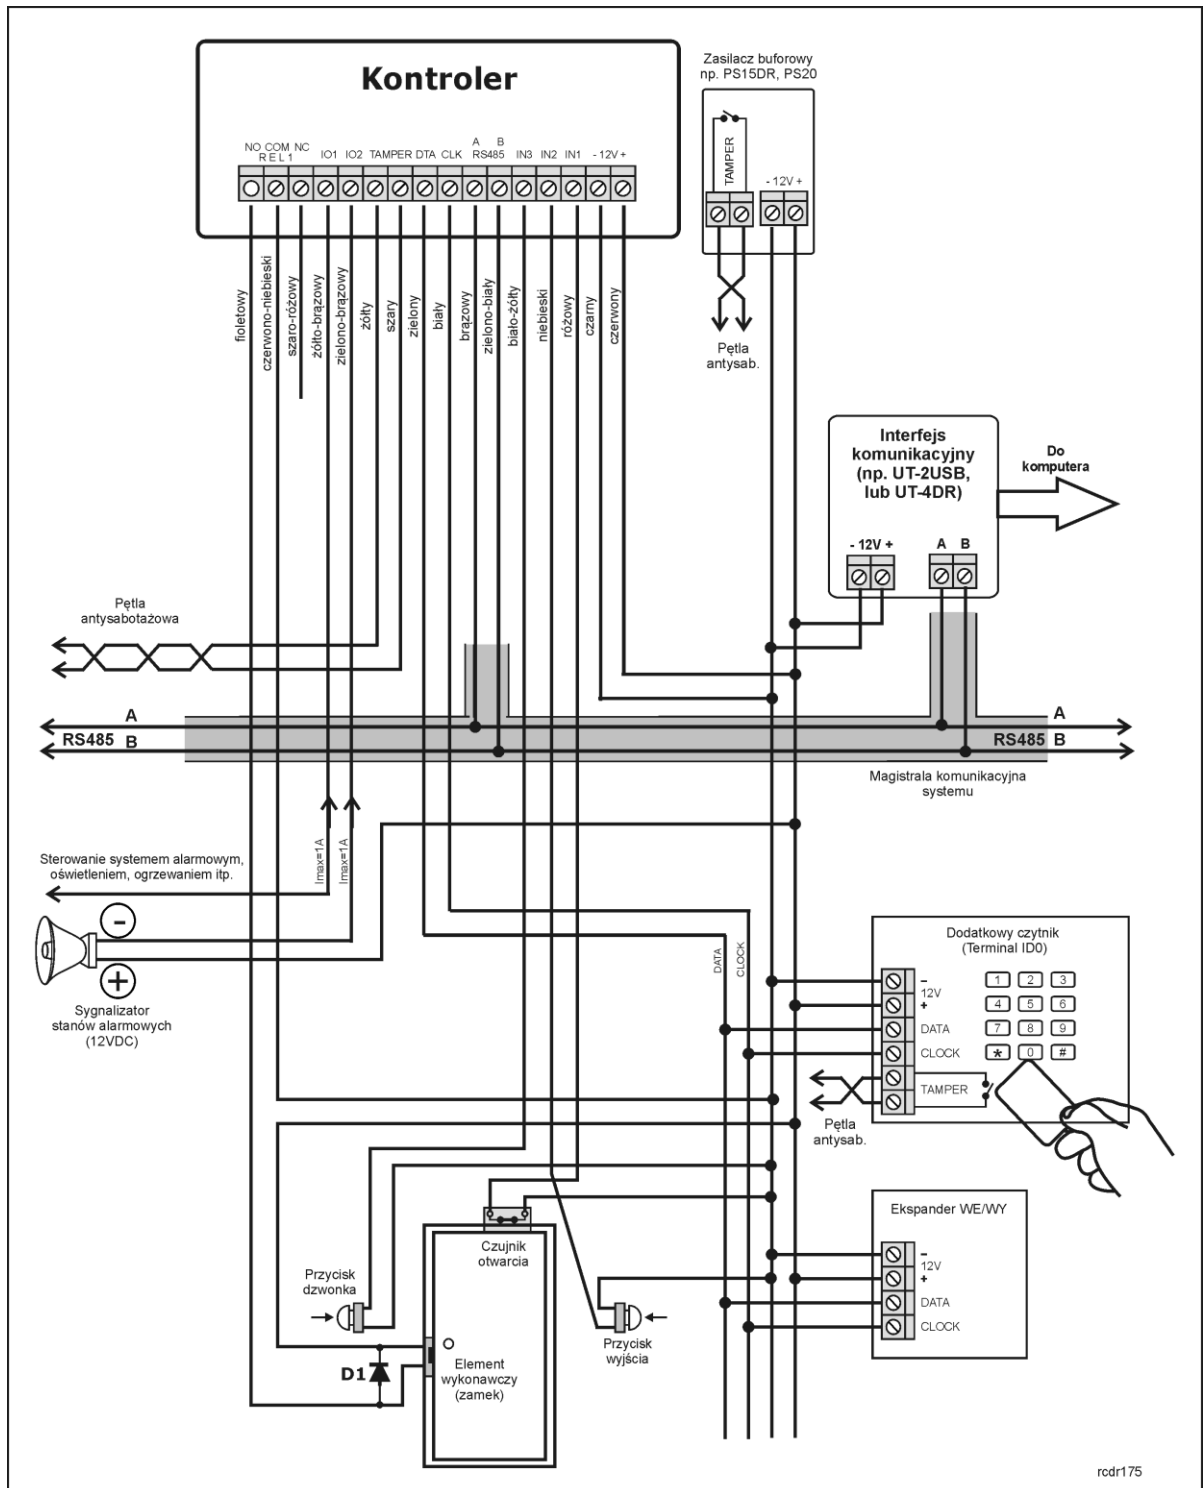 Kontroler
NO COM NC
REL1
IO1 IO2 TAMPER DTA CLK
A B
RS485
IN3 IN2 IN1 - 12V +
fioletowy
czerwono-niebieski
szaro-różowy
żółto-brązowy
zielono-brązowy
żółty
szary
zielony
biały
brązowy
zielono-biały
biało-żółty
niebieski
różowy
czarny
czerwony
Zasilacz buforowy
np. PS15DR, PS20
TAMPER
- 12V +
Pętla
antysab.
Interfejs
komunikacyjny
(np. UT-2USB,
lub UT-4DR)
- 12V +
A B
Do
komputera
Pętla
antysabotażowa
A
RS485 B
A
RS485 B
Magistrala komunikacyjna
systemu
Imax=1A
Imax=1A
Sterowanie systemem alarmowym,
oświetleniem, ogrzewaniem itp.
-
+
Sygnalizator
stanów alarmowych
(12VDC)
DATA
CLOCK
Dodatkowy czytnik
(Terminal ID0)
-
12V
+
DATA
CLOCK
TAMPER
1 2 3
4 5 6
7 8 9
* 0 #
Pętla
antysab.
Ekspander WE/WY
-
12V
+
DATA
CLOCK
Czujnik
otwarcia
Przycisk
dzwonka
Przycisk
wyjścia
D1
Element
wykonawczy
(zamek)
rcdr175